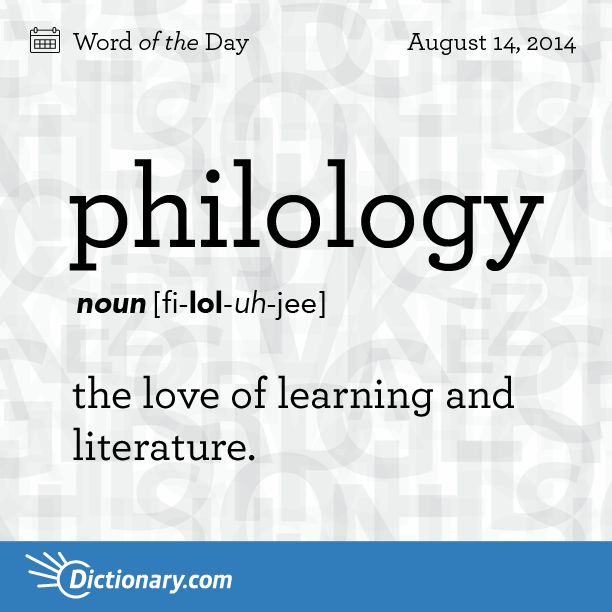 Word of the Day
August 14, 2014
philology
noun [fi-lol-uh-jee]
the love of learning and
literature.
Dictionary.com